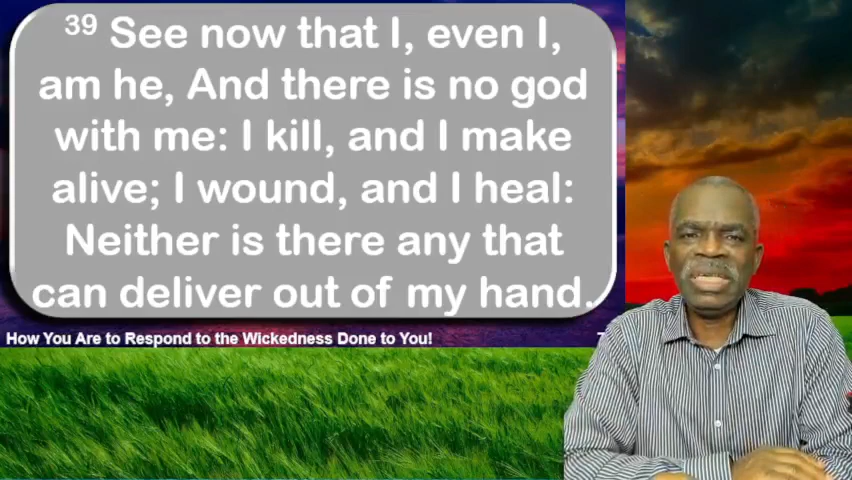 39 See now that I, even I,
am he, And there is no god
with me: I kill, and I make
alive; I wound, and I heal:
Neither is there any that
can deliver out of my hand.
How You Are to Respond to the Wickedness Done to You!
7